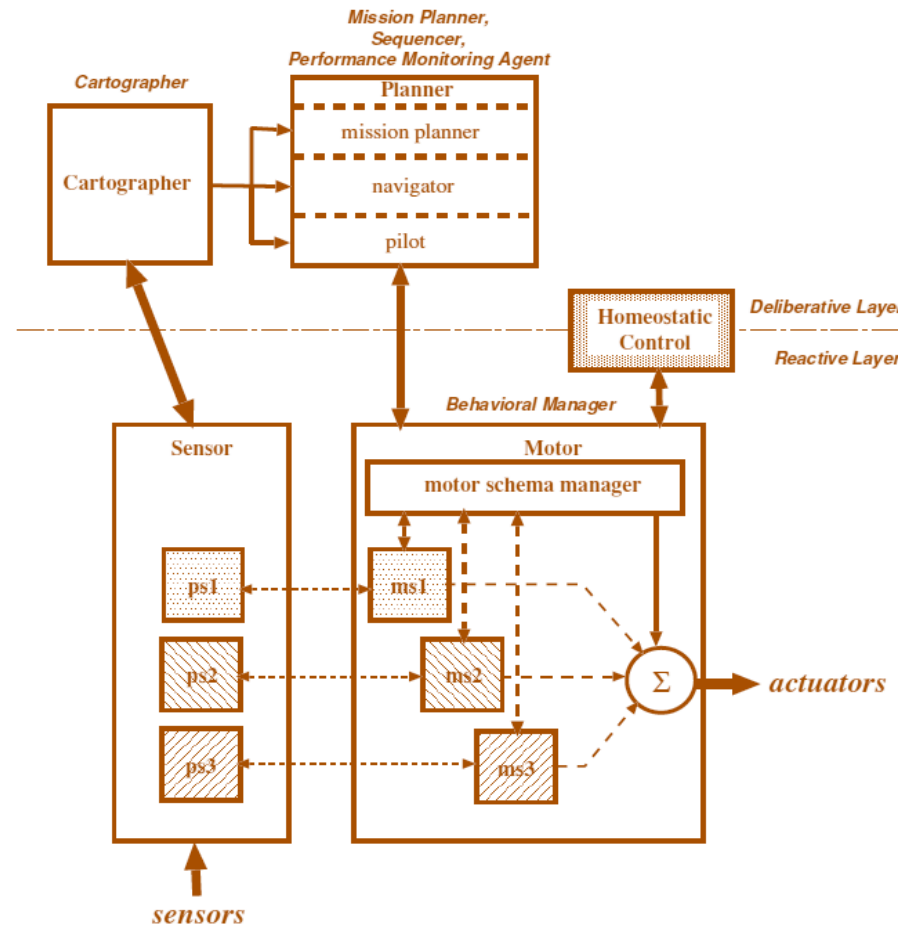 Mission Planner,
Sequencer,
Performance Monitoring Agent
Cartographer
Planner
mission planner
Cartographer
navigator
pilot
Homeostatic
Control
Deliberative Layer
Reactive Layer
Behavioral Manager
Sensor
Motor
motor schema manager
ps1
ms1
ps2
ms2
Σ
actuators
ps3
ms3
sensors